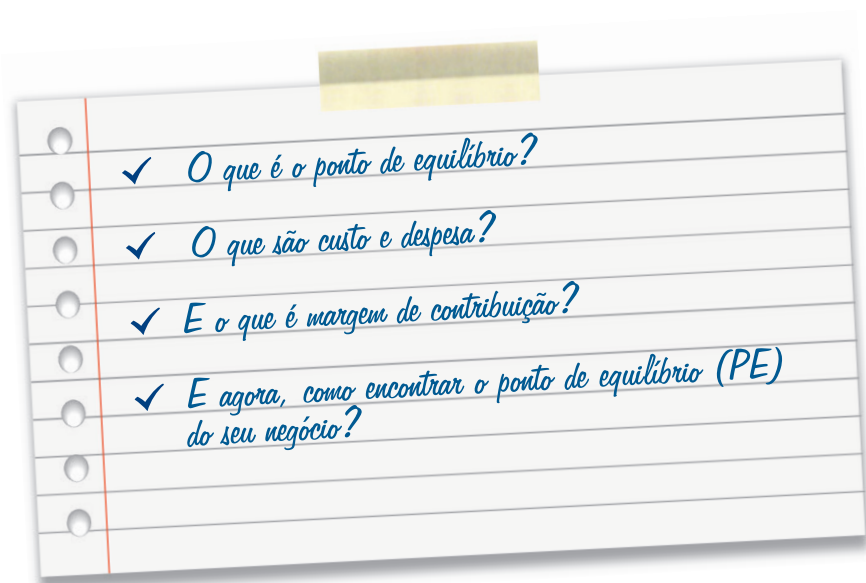 ✓ O que é o ponto de equilíbrio?
✓ O que são custo e despesa?
✓ E o que é margem de contribuição?
✓ E agora, como encontrar o ponto de equilíbrio (PE)
do seu negócio?